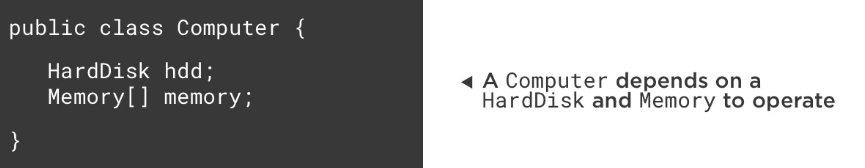 public class Computer {
HardDisk hdd;
Memory[] memory;
}
◂ A Computer depends on a
HardDisk and Memory to operate